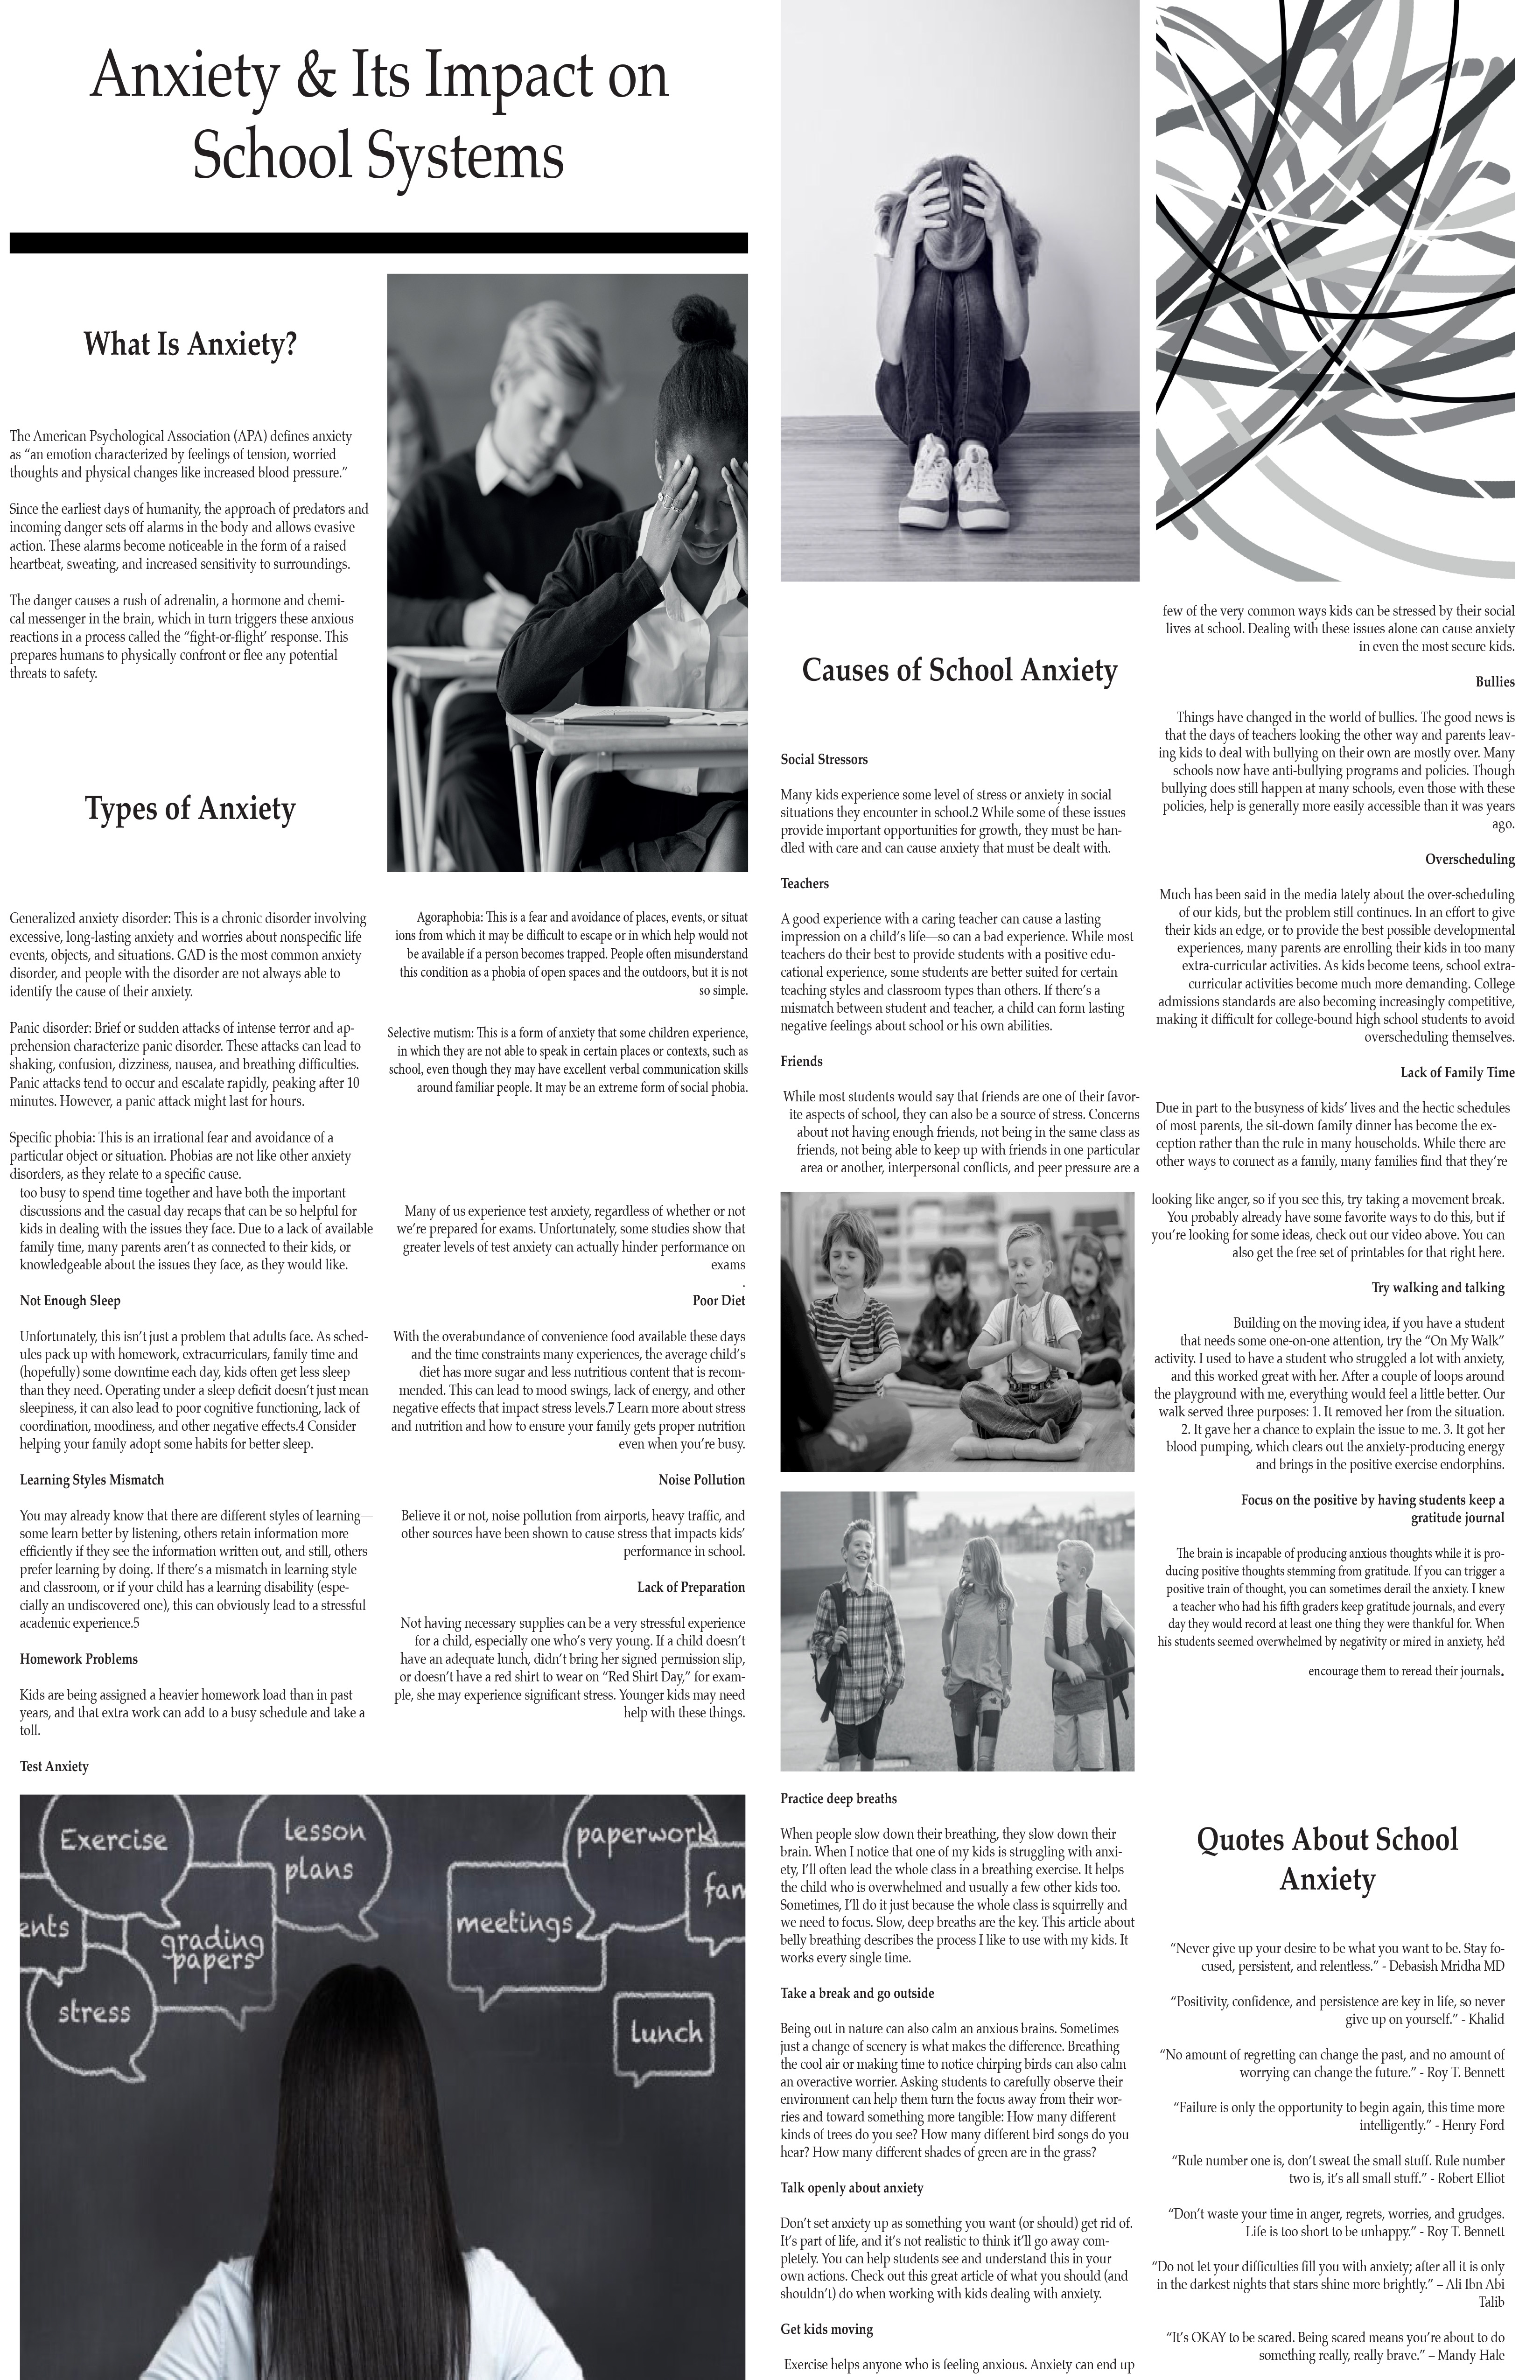 Anxiety & Its Impact on
School Systems
What Is Anxiety?
The American Psychological Association (APA) defines anxiety
as “an emotion characterized by feelings of tension, worried
thoughts and physical changes like increased blood pressure.”
Since the earliest days of humanity, the approach of predators and
incoming danger sets off alarms in the body and allows evasive
action. These alarms become noticeable in the form of a raised
heartbeat, sweating, and increased sensitivity to surroundings.
The danger causes a rush of adrenalin, a hormone and chemi-
cal messenger in the brain, which in turn triggers these anxious
reactions in a process called the “fight-or-flight’ response. This
prepares humans to physically confront or flee any potential
threats to safety.
Types of Anxiety
Generalized anxiety disorder: This is a chronic disorder involving
excessive, long-lasting anxiety and worries about nonspecific life
events, objects, and situations. GAD is the most common anxiety
disorder, and people with the disorder are not always able to
identify the cause of their anxiety.
Panic disorder: Brief or sudden attacks of intense terror and ap-
prehension characterize panic disorder. These attacks can lead to
shaking, confusion, dizziness, nausea, and breathing difficulties.
Panic attacks tend to occur and escalate rapidly, peaking after 10
minutes. However, a panic attack might last for hours.
Specific phobia: This is an irrational fear and avoidance of a
particular object or situation. Phobias are not like other anxiety
disorders, as they relate to a specific cause.
Agoraphobia: This is a fear and avoidance of places, events, or situat
ions from which it may be difficult to escape or in which help would not
be available if a person becomes trapped. People often misunderstand
this condition as a phobia of open spaces and the outdoors, but it is not
so simple.
Selective mutism: This is a form of anxiety that some children experience,
in which they are not able to speak in certain places or contexts, such as
school, even though they may have excellent verbal communication skills
around familiar people. It may be an extreme form of social phobia.
Causes of School Anxiety
Social Stressors
Many kids experience some level of stress or anxiety in social
situations they encounter in school.2 While some of these issues
provide important opportunities for growth, they must be han-
dled with care and can cause anxiety that must be dealt with.
Teachers
A good experience with a caring teacher can cause a lasting
impression on a child’s life—so can a bad experience. While most
teachers do their best to provide students with a positive edu-
cational experience, some students are better suited for certain
teaching styles and classroom types than others. If there’s a
mismatch between student and teacher, a child can form lasting
negative feelings about school or his own abilities.
Friends
While most students would say that friends are one of their favor-
ite aspects of school, they can also be a source of stress. Concerns
about not having enough friends, not being in the same class as
friends, not being able to keep up with friends in one particular
area or another, interpersonal conflicts, and peer pressure are a
few of the very common ways kids can be stressed by their social
lives at school. Dealing with these issues alone can cause anxiety
in even the most secure kids.
Bullies
Things have changed in the world of bullies. The good news is
that the days of teachers looking the other way and parents leav-
ing kids to deal with bullying on their own are mostly over. Many
schools now have anti-bullying programs and policies. Though
bullying does still happen at many schools, even those with these
policies, help is generally more easily accessible than it was years
ago.
Overscheduling
Much has been said in the media lately about the over-scheduling
of our kids, but the problem still continues. In an effort to give
their kids an edge, or to provide the best possible developmental
experiences, many parents are enrolling their kids in too many
extra-curricular activities. As kids become teens, school extra-
curricular activities become much more demanding. College
admissions standards are also becoming increasingly competitive,
making it difficult for college-bound high school students to avoid
overscheduling themselves.
Lack of Family Time
Due in part to the busyness of kids’ lives and the hectic schedules
of most parents, the sit-down family dinner has become the ex-
ception rather than the rule in many households. While there are
other ways to connect as a family, many families find that they’re
too busy to spend time together and have both the important
discussions and the casual day recaps that can be so helpful for
kids in dealing with the issues they face. Due to a lack of available
family time, many parents aren’t as connected to their kids, or
knowledgeable about the issues they face, as they would like.
Not Enough Sleep
Unfortunately, this isn’t just a problem that adults face. As sched-
ules pack up with homework, extracurriculars, family time and
(hopefully) some downtime each day, kids often get less sleep
than they need. Operating under a sleep deficit doesn’t just mean
sleepiness, it can also lead to poor cognitive functioning, lack of
coordination, moodiness, and other negative effects.4 Consider
helping your family adopt some habits for better sleep.
Learning Styles Mismatch
You may already know that there are different styles of learning—
some learn better by listening, others retain information more
efficiently if they see the information written out, and still, others
prefer learning by doing. If there’s a mismatch in learning style
and classroom, or if your child has a learning disability (espe-
cially an undiscovered one), this can obviously lead to a stressful
academic experience.5
Homework Problems
Kids are being assigned a heavier homework load than in past
years, and that extra work can add to a busy schedule and take a
toll.
Test Anxiety
Many of us experience test anxiety, regardless of whether or not
we’re prepared for exams. Unfortunately, some studies show that
greater levels of test anxiety can actually hinder performance on
exams
.
Poor Diet
With the overabundance of convenience food available these days
and the time constraints many experiences, the average child’s
diet has more sugar and less nutritious content that is recom-
mended. This can lead to mood swings, lack of energy, and other
negative effects that impact stress levels.7 Learn more about stress
and nutrition and how to ensure your family gets proper nutrition
even when you’re busy.
Noise Pollution
Believe it or not, noise pollution from airports, heavy traffic, and
other sources have been shown to cause stress that impacts kids’
performance in school.
Lack of Preparation
Not having necessary supplies can be a very stressful experience
for a child, especially one who’s very young. If a child doesn’t
have an adequate lunch, didn’t bring her signed permission slip,
or doesn’t have a red shirt to wear on “Red Shirt Day,” for exam-
ple, she may experience significant stress. Younger kids may need
help with these things.
Exercise
lesson
plans
paperwork
fam
ents
grading
papers
meetings
stress
lunch
Practice deep breaths
When people slow down their breathing, they slow down their
brain. When I notice that one of my kids is struggling with anxi-
ety, I’ll often lead the whole class in a breathing exercise. It helps
the child who is overwhelmed and usually a few other kids too.
Sometimes, I’ll do it just because the whole class is squirrelly and
we need to focus. Slow, deep breaths are the key. This article about
belly breathing describes the process I like to use with my kids. It
works every single time.
Take a break and go outside
Being out in nature can also calm an anxious brains. Sometimes
just a change of scenery is what makes the difference. Breathing
the cool air or making time to notice chirping birds can also calm
an overactive worrier. Asking students to carefully observe their
environment can help them turn the focus away from their wor-
ries and toward something more tangible: How many different
kinds of trees do you see? How many different bird songs do you
hear? How many different shades of green are in the grass?
Talk openly about anxiety
Don’t set anxiety up as something you want (or should) get rid of.
It’s part of life, and it’s not realistic to think it’ll go away com-
pletely. You can help students see and understand this in your
own actions. Check out this great article of what you should (and
shouldn’t) do when working with kids dealing with anxiety.
Get kids moving
Exercise helps anyone who is feeling anxious. Anxiety can end up
looking like anger, so if you see this, try taking a movement break.
You probably already have some favorite ways to do this, but if
you’re looking for some ideas, check out our video above. You can
also get the free set of printables for that right here.
Try walking and talking
Building on the moving idea, if you have a student
that needs some one-on-one attention, try the “On My Walk”
activity. I used to have a student who struggled a lot with anxiety,
and this worked great with her. After a couple of loops around
the playground with me, everything would feel a little better. Our
walk served three purposes: 1. It removed her from the situation.
2. It gave her a chance to explain the issue to me. 3. It got her
blood pumping, which clears out the anxiety-producing energy
and brings in the positive exercise endorphins.
Focus on the positive by having students keep a
gratitude journal
The brain is incapable of producing anxious thoughts while it is pro-
ducing positive thoughts stemming from gratitude. If you can trigger a
positive train of thought, you can sometimes derail the anxiety. I knew
a teacher who had his fifth graders keep gratitude journals, and every
day they would record at least one thing they were thankful for. When
his students seemed overwhelmed by negativity or mired in anxiety, he’d
encourage them to reread their journals.
Quotes About School
Anxiety
“Never give up your desire to be what you want to be. Stay fo-
cused, persistent, and relentless.” - Debasish Mridha MD
“Positivity, confidence, and persistence are key in life, so never
give up on yourself.” - Khalid
“No amount of regretting can change the past, and no amount of
worrying can change the future.” - Roy T. Bennett
“Failure is only the opportunity to begin again, this time more
intelligently.” - Henry Ford
“Rule number one is, don’t sweat the small stuff. Rule number
two is, it’s all small stuff.” - Robert Elliot
“Don’t waste your time in anger, regrets, worries, and grudges.
Life is too short to be unhappy.” - Roy T. Bennett
“Do not let your difficulties fill you with anxiety; after all it is only
in the darkest nights that stars shine more brightly.” – Ali Ibn Abi
Talib
“It’s OKAY to be scared. Being scared means you’re about to do
something really, really brave.” – Mandy Hale